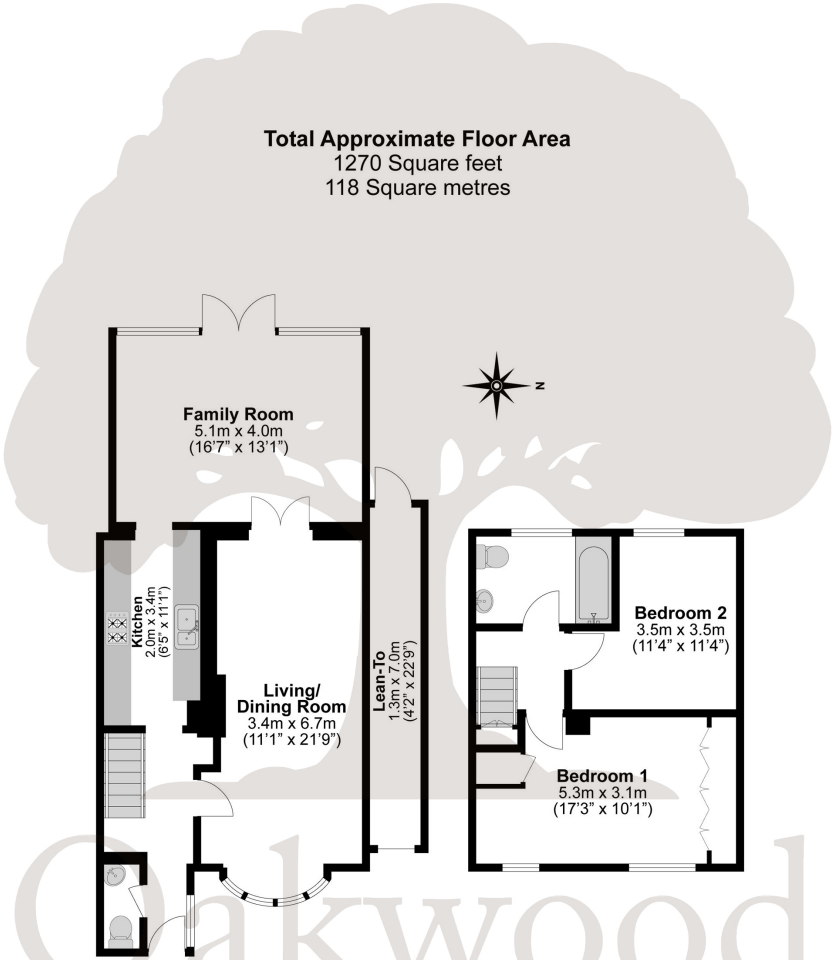 Total Approximate Floor Area
1270 Square feet
118 Square metres
N
Family Room
5.1m x 4.0m
(16’7” x 13’1”)
Kitchen
2.0m x 3.4m
(6’5” x 11’1”)
Living/
Dining Room
3.4m x 6.7m
(11’1” x 21’9”)
Lean-To
1.3m x 7.0m
(4’2” x 22’9”)
Bedroom 2
3.5m x 3.5m
(11’4” x 11’4”)
Bedroom 1
5.3m x 3.1m
(17’3” x 10’1”)
Oakwood